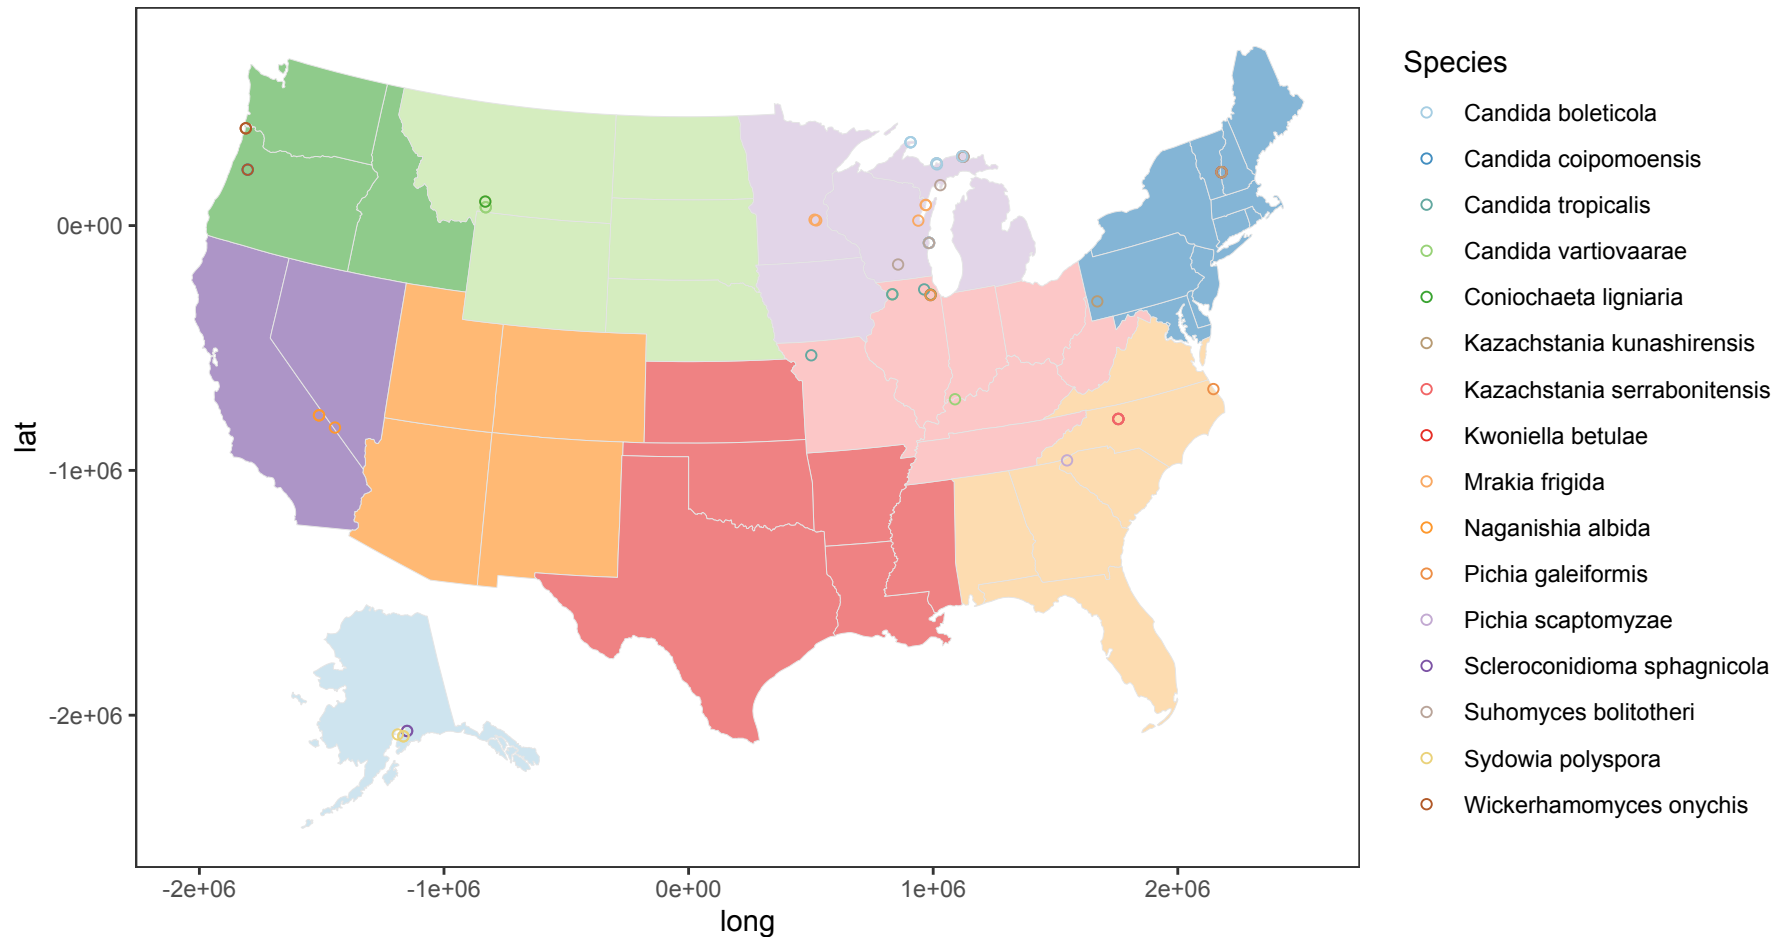 Species
Candida boleticola
Candida coipomoensis
Candida tropicalis
Candida vartiovaarae
Coniochaeta ligniaria
Kazachstania kunashirensis
Kazachstania serrabonitensis
Kwoniella betulae
Mrakia frigida
Naganishia albida
Pichia galeiformis
Pichia scaptomyzae
Scleroconidioma sphagnicola
Suhomyces bolitotheri
Sydowia polyspora
Wickerhamomyces onychis
lat
0e+00
-1e+06
-2e+06
-2e+06
-1e+06
0e+00
1e+06
2e+06
long